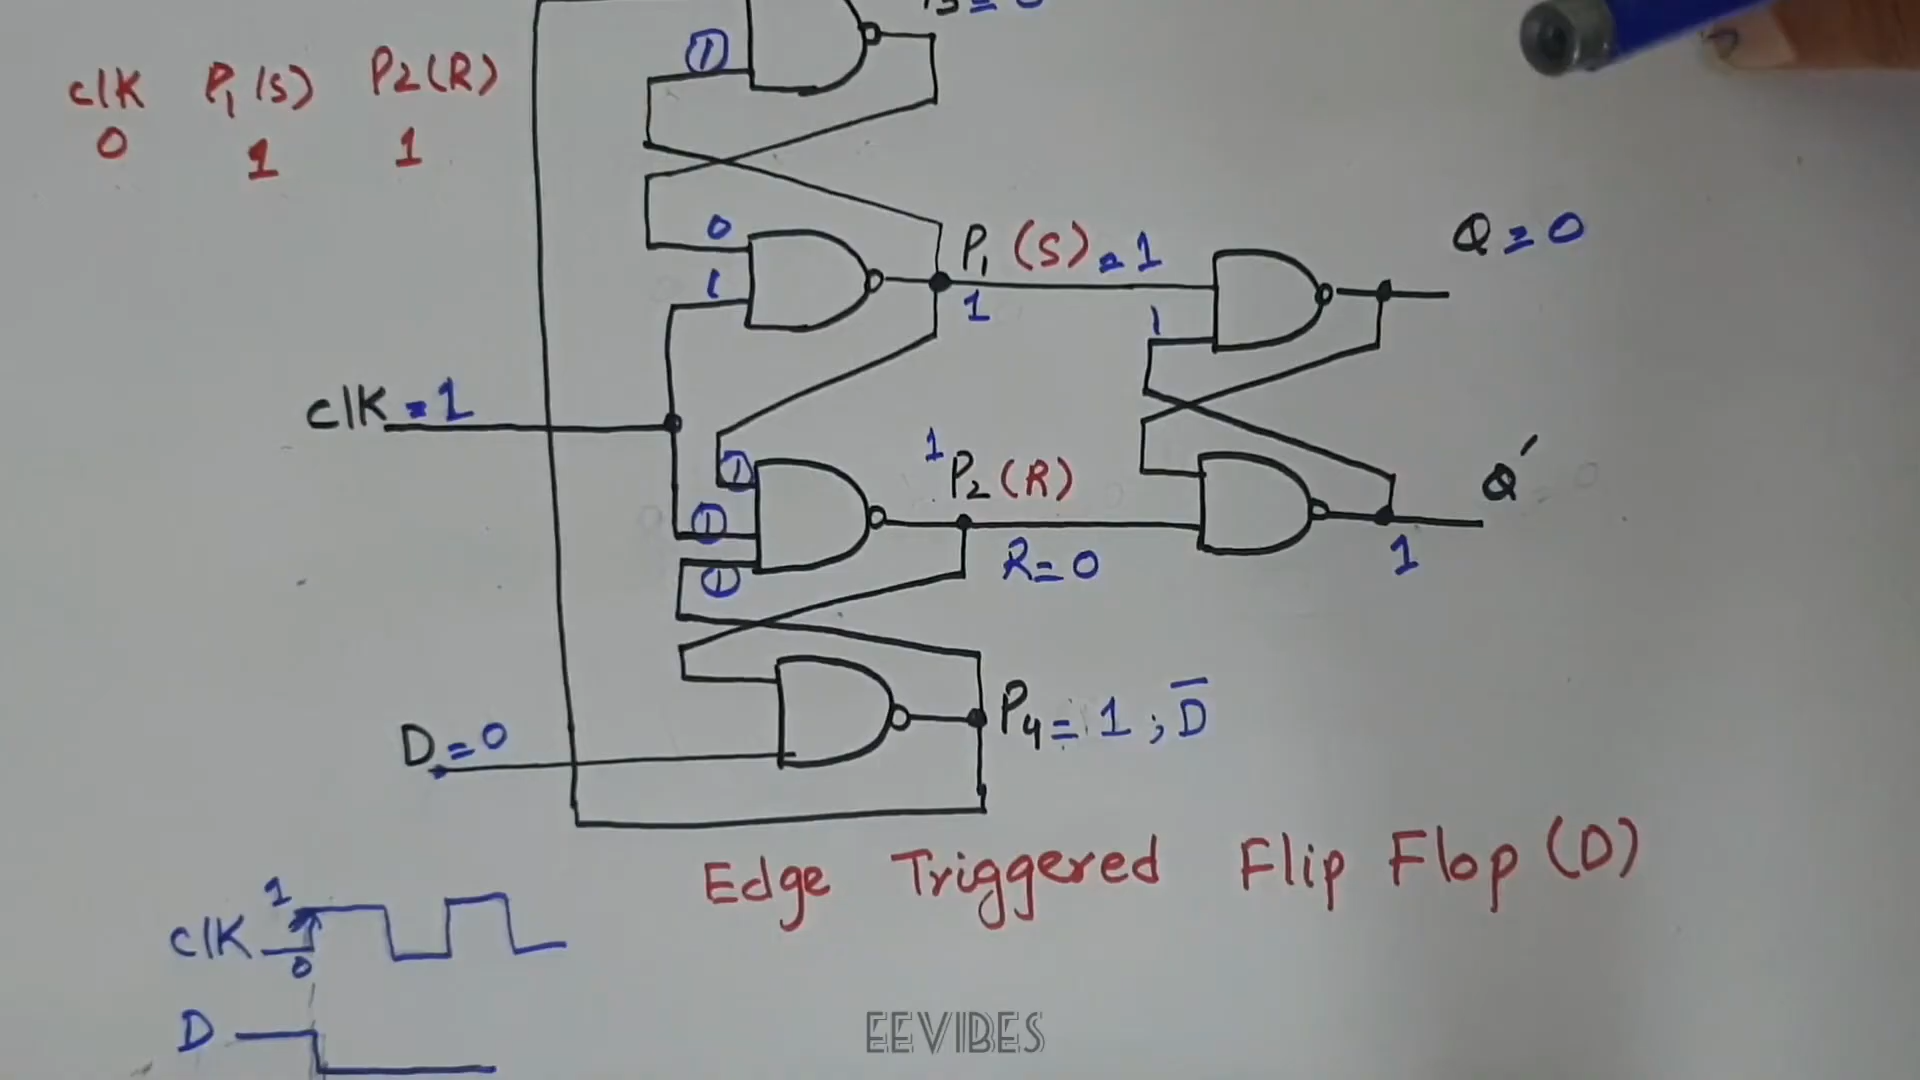 1
clk P1(S) P2(R)
0 1 1
0
1
P1 (S) = 1
1
1
Q = 0
clk = 1
1
1
1
1
P2 (R)
R = 0
Q'
1
D = 0
P4 = 1 ; D̅
Edge Triggered Flip Flop (D)
clk 1
0
D
EEVIBES